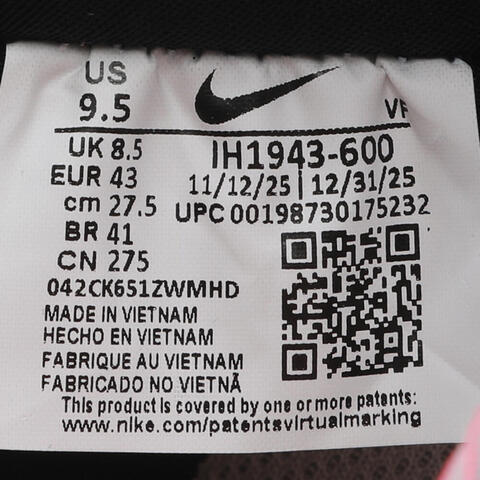 US
9.5
VF
UK 8.5
IH1943-600
EUR 43
11/12/25 | 12/31/25
cm 27.5
UPC 00198730175232
BR 41
CN 275
042CK651ZWMHD
MADE IN VIETNAM
HECHO EN VIETNAM
FABRIQUE AU VIETNAM
FABRICADO NO VIETNÃ
This product is covered by one or more patents:
www.nike.com/patentsvirtualmarking